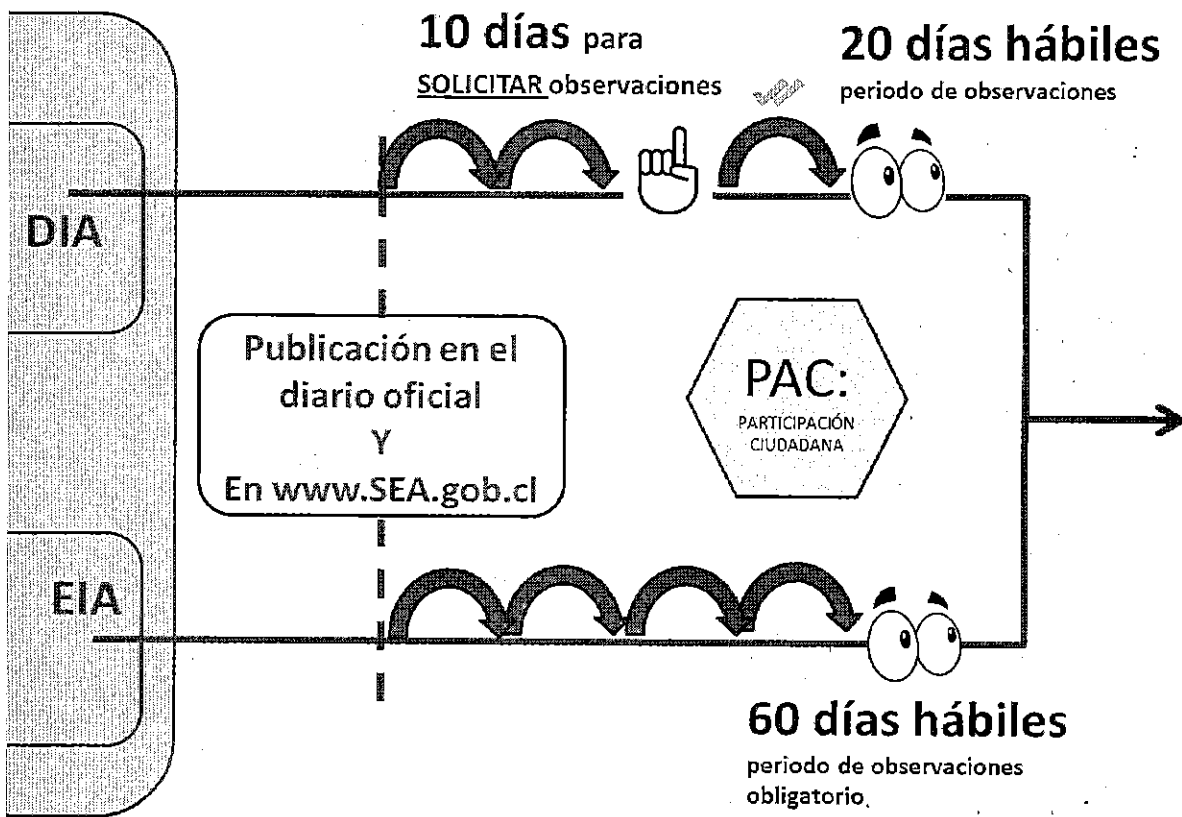 10 días para
SOLICITAR observaciones
20 días hábiles
periodo de observaciones
DIA
Publicación en el
diario oficial
Y
En www.SEA.gob.cl
PAC:
PARTICIPACIÓN
CIUDADANA
EIA
60 días hábiles
periodo de observaciones
obligatorio.